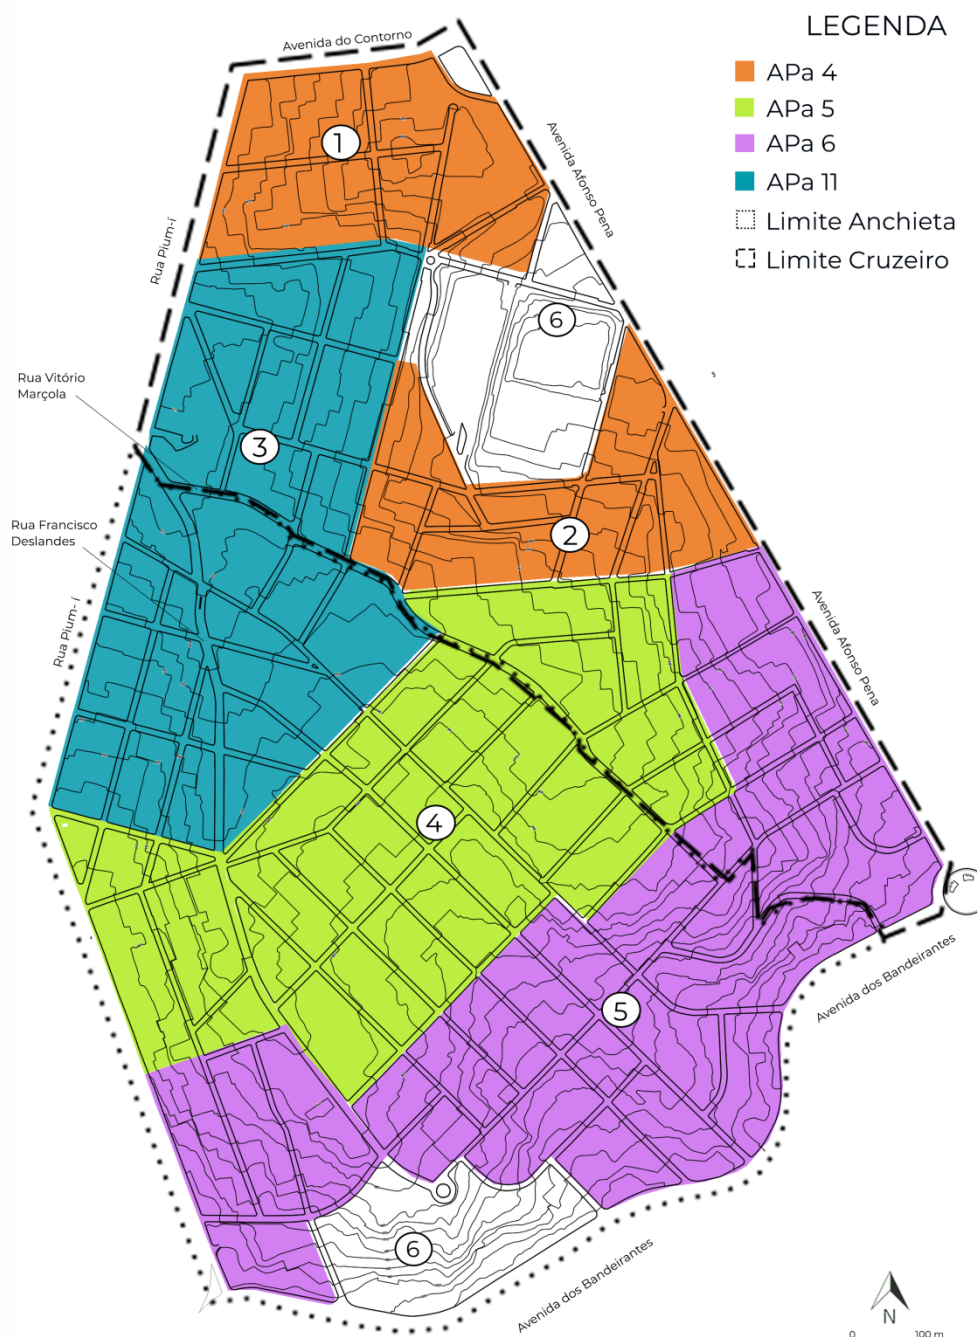 LEGENDA
APa 4
APa 5
APa 6
APa 11
Limite Anchieta
Limite Cruzeiro
Avenida do Contorno
Avenida Afonso Pena
Rua Pium-í
1
6
Rua Vitório
Marçola
3
Rua Francisco
Deslandes
2
Rua Pium-í
Avenida Afonso Pena
4
5
Avenida dos Bandeirantes
6
Avenida dos Bandeirantes
N
0 100 m